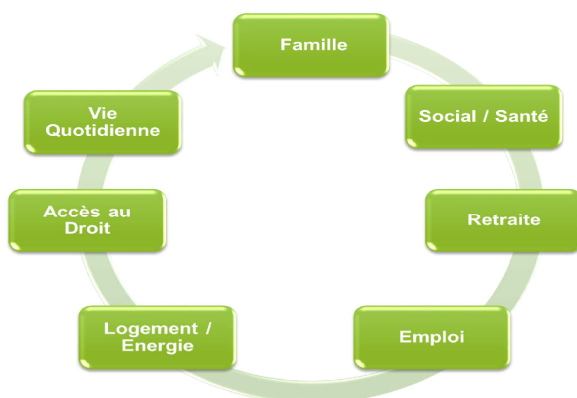 Famille
Social / Santé
Retraite
Emploi
Logement /
Energie
Accès au
Droit
Vie
Quotidienne